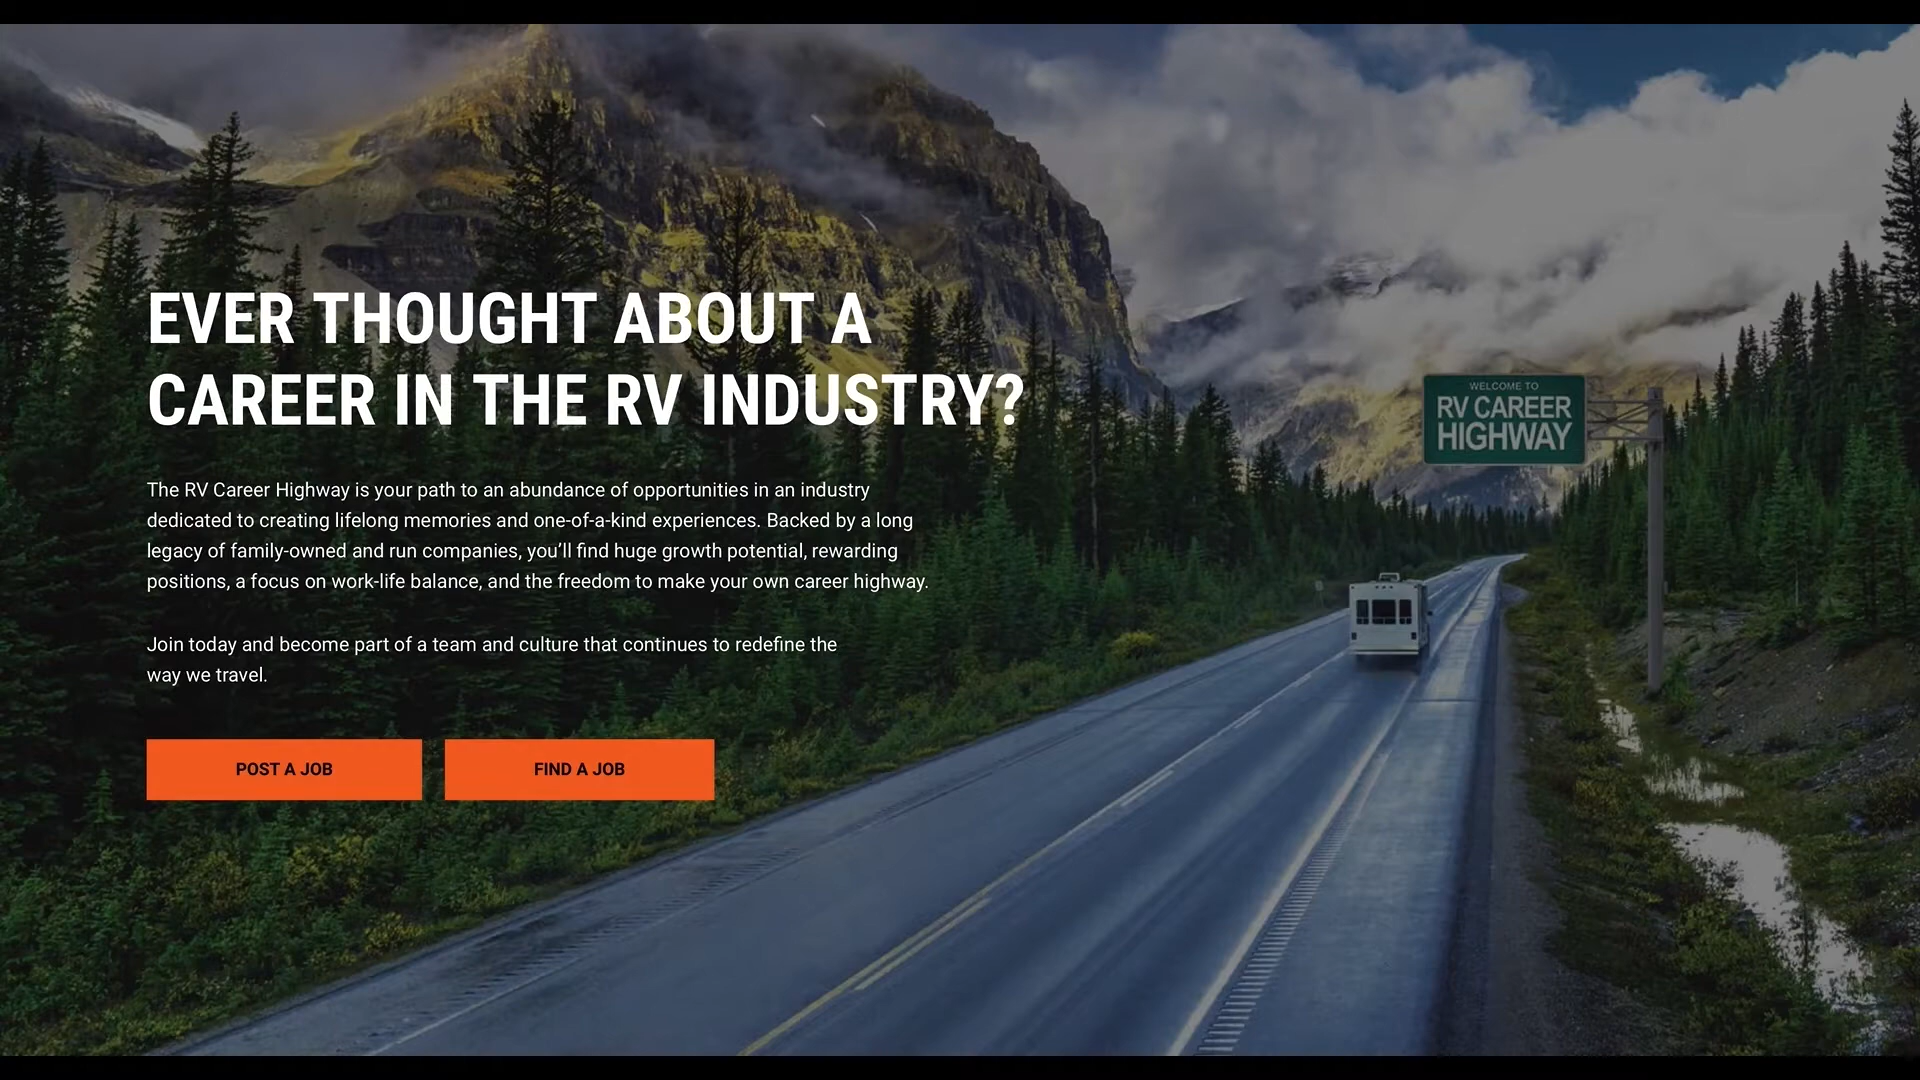 EVER THOUGHT ABOUT A
CAREER IN THE RV INDUSTRY?
WELCOME TO
RV CAREER
HIGHWAY
The RV Career Highway is your path to an abundance of opportunities in an industry
dedicated to creating lifelong memories and one-of-a-kind experiences. Backed by a long
legacy of family-owned and run companies, you’ll find huge growth potential, rewarding
positions, a focus on work-life balance, and the freedom to make your own career highway.
Join today and become part of a team and culture that continues to redefine the
way we travel.
POST A JOB
FIND A JOB